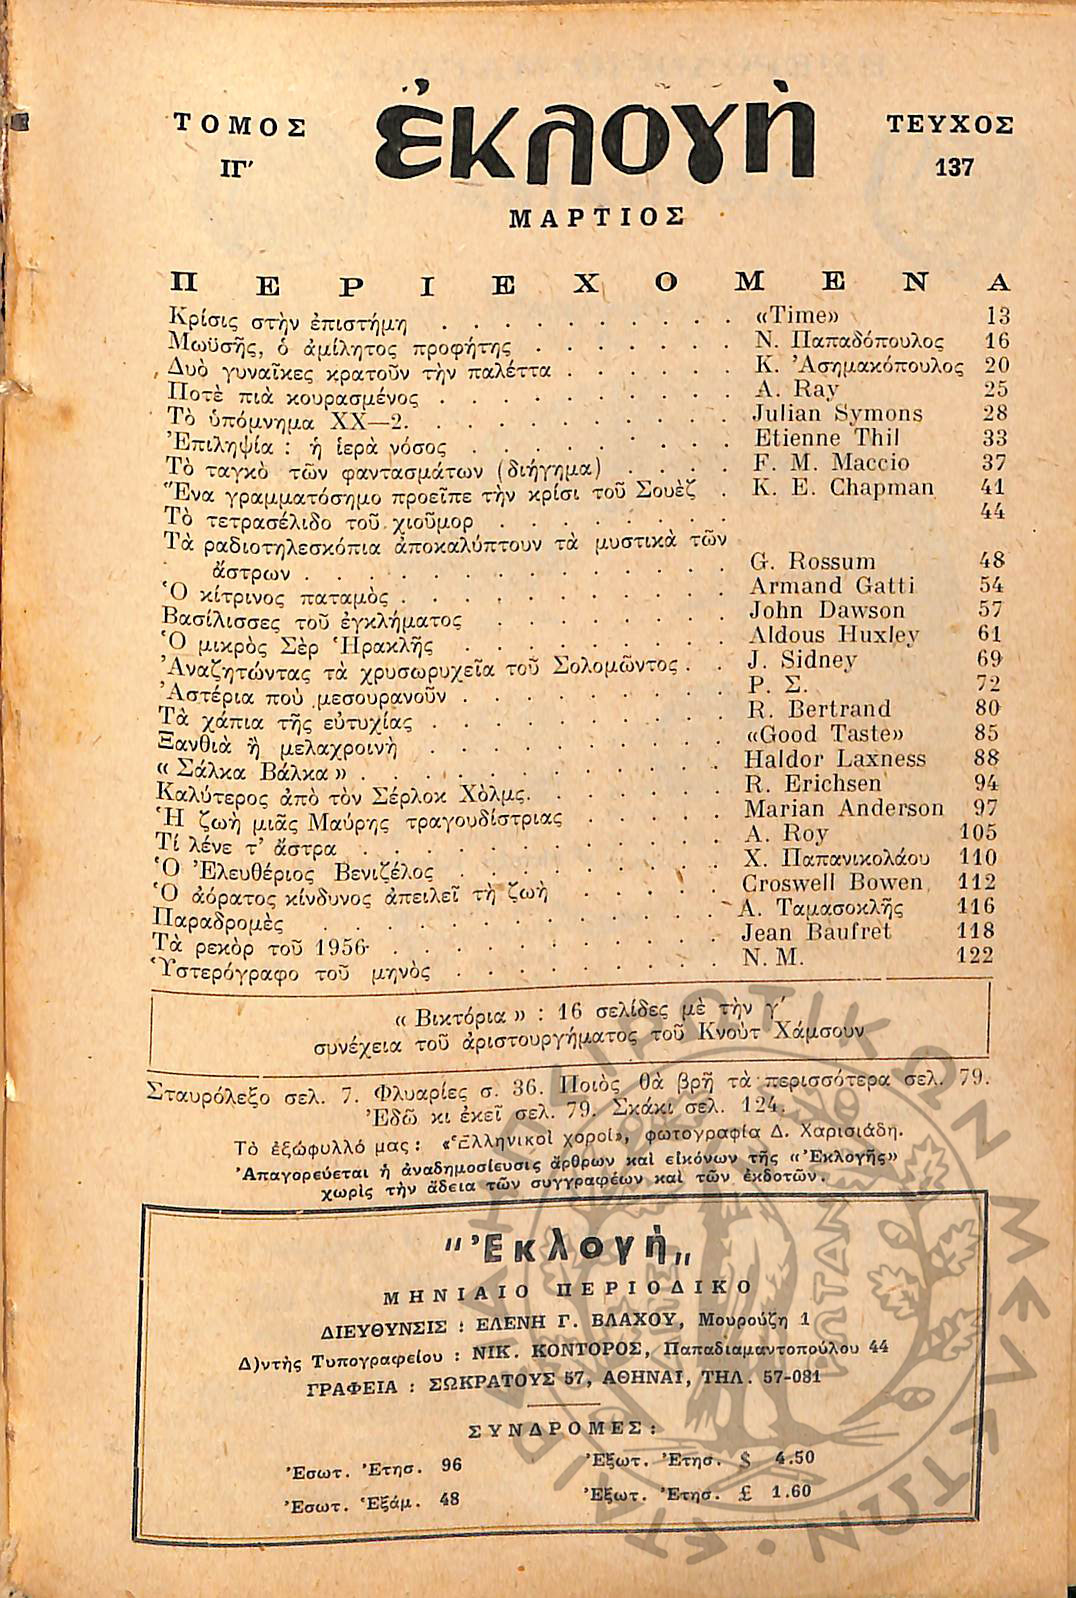 ΤΟΜΟΣ ἐκλογὴ ΤΕΥΧΟΣ
ΙΓ′ 137
ΜΑΡΤΙΟΣ
ΠΕΡΙΕΧΟΜΕΝΑ
Κρίσις στὴν ἐπιστήμη . . . . . . . . . . «Time» 13
Μωϋσῆς, ὁ ἀμίλητος προφήτης . . . . . . . Ν. Παπαδόπουλος 16
Δυὸ γυναῖκες κρατοῦν τὴν παλέττα . . . . . . Κ. Ἀσημακόπουλος 20
Ποτὲ πιὰ κουρασμένος . . . . . . . . . . A. Ray 25
Τὸ ὑπόμνημα ΧΧ—2. . . . . . . . . . . Julian Symons 28
Ἐπιληψία : ἡ ἱερὰ νόσος . . . . . . . . . Etienne Thil 33
Τὸ ταγκὸ τῶν φαντασμάτων (διήγημα) . . . . F. M. Maccio 37
Ἕνα γραμματόσημο προεῖπε τὴν κρίσι τοῦ Σουὲζ . K. E. Chapman 41
Τὸ τετρασέλιδο τοῦ χιοῦμορ . . . . . . . . 44
Τὰ ραδιοτηλεσκόπια ἀποκαλύπτουν τὰ μυστικὰ τῶν
ἄστρων . . . . . . . . . . . . . G. Rossum 48
Ὁ κίτρινος παταμὸς . . . . . . . . . . . Armand Gatti 54
Βασίλισσες τοῦ ἐγκλήματος . . . . . . . . John Dawson 57
Ὁ μικρὸς Σὲρ Ἡρακλῆς . . . . . . . . . Aldous Huxley 61
Ἀναζητώντας τὰ χρυσωρυχεῖα τοῦ Σολομῶντος . . J. Sidney 69
Ἀστέρια ποὺ μεσουρανοῦν . . . . . . . . . Ρ. Σ. 72
Τὰ χάπια τῆς εὐτυχίας . . . . . . . . . . R. Bertrand 80
Ξανθιὰ ἢ μελαχροινὴ . . . . . . . . . . «Good Taste» 85
« Σάλκα Βάλκα » . . . . . . . . . . . . Haldor Laxness 88
Καλύτερος ἀπὸ τὸν Σέρλοκ Χὸλμς. . . . . . . R. Erichsen 94
Ἡ ζωὴ μιᾶς Μαύρης τραγουδίστριας . . . . . Marian Anderson 97
Τί λένε τ’ ἄστρα . . . . . . . . . . . . A. Roy 105
Ὁ Ἐλευθέριος Βενιζέλος . . . . . . . . . Χ. Παπανικολάου 110
Ὁ ἀόρατος κίνδυνος ἀπειλεῖ τὴ ζωὴ . . . . . Croswell Bowen 112
Παραδρομὲς . . . . . . . . . . . . . Α. Ταμασοκλῆς 116
Τὰ ρεκὸρ τοῦ 1956 . . . . . . . . . . . Jean Baufret 118
Ὑστερόγραφο τοῦ μηνὸς . . . . . . . . . Ν. Μ. 122
« Βικτόρια » : 16 σελίδες μὲ τὴν γ′
συνέχεια τοῦ ἀριστουργήματος τοῦ Κνοὺτ Χάμσουν
Σταυρόλεξο σελ. 7. Φλυαρίες σ. 36. Ποιὸς θὰ βρῆ τὰ περισσότερα σελ. 79.
Ἐδῶ κι ἐκεῖ σελ. 79. Σκάκι σελ. 124.
Τὸ ἐξώφυλλό μας : «Ἑλληνικοὶ χοροί», φωτογραφία Δ. Χαρισιάδη.
Ἀπαγορεύεται ἡ ἀναδημοσίευσις ἄρθρων καὶ εἰκόνων τῆς «Ἐκλογῆς»
χωρὶς τὴν ἄδεια τῶν συγγραφέων καὶ τῶν ἐκδοτῶν.
"Ἐκλογὴ„
ΜΗΝΙΑΙΟ ΠΕΡΙΟΔΙΚΟ
ΔΙΕΥΘΥΝΣΙΣ : ΕΛΕΝΗ Γ. ΒΛΑΧΟΥ, Μουρούζη 1
Δ)ντὴς Τυπογραφείου : ΝΙΚ. ΚΟΝΤΟΡΟΣ, Παπαδιαμαντοπούλου 44
ΓΡΑΦΕΙΑ : ΣΩΚΡΑΤΟΥΣ 57, ΑΘΗΝΑΙ, ΤΗΛ. 57-081
ΣΥΝΔΡΟΜΕΣ :
Ἐσωτ. Ἐτησ. 96 Ἐξωτ. Ἐτησ. $ 4.50
Ἐσωτ. Ἑξάμ. 48 Ἐξωτ. Ἐτησ. £ 1.60